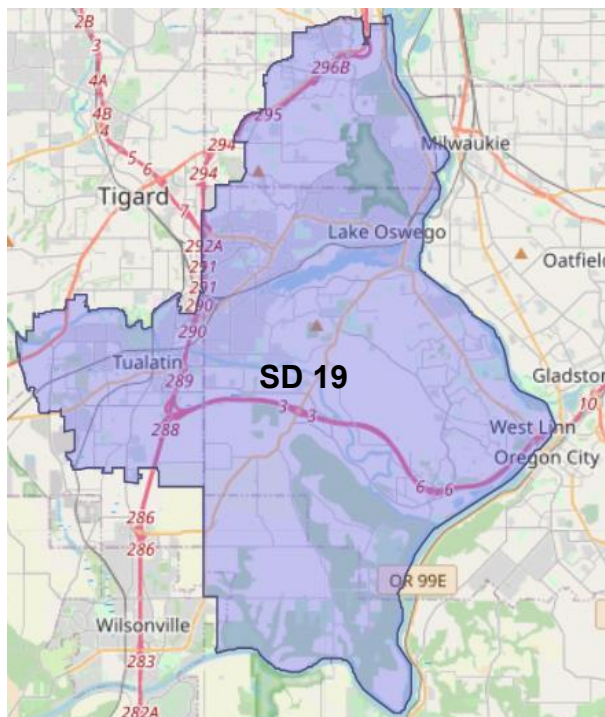 2B
3
4A
296B
295
4B
4
294
Milwaukie
5
6
294
Tigard
7
292A
Lake Oswego
291
291
Oatfield
290
290
Tualatin
289
SD 19
Gladston
10
3
3
288
West Linn
Oregon City
6
6
286
286
OR 99E
Wilsonville
283
282A